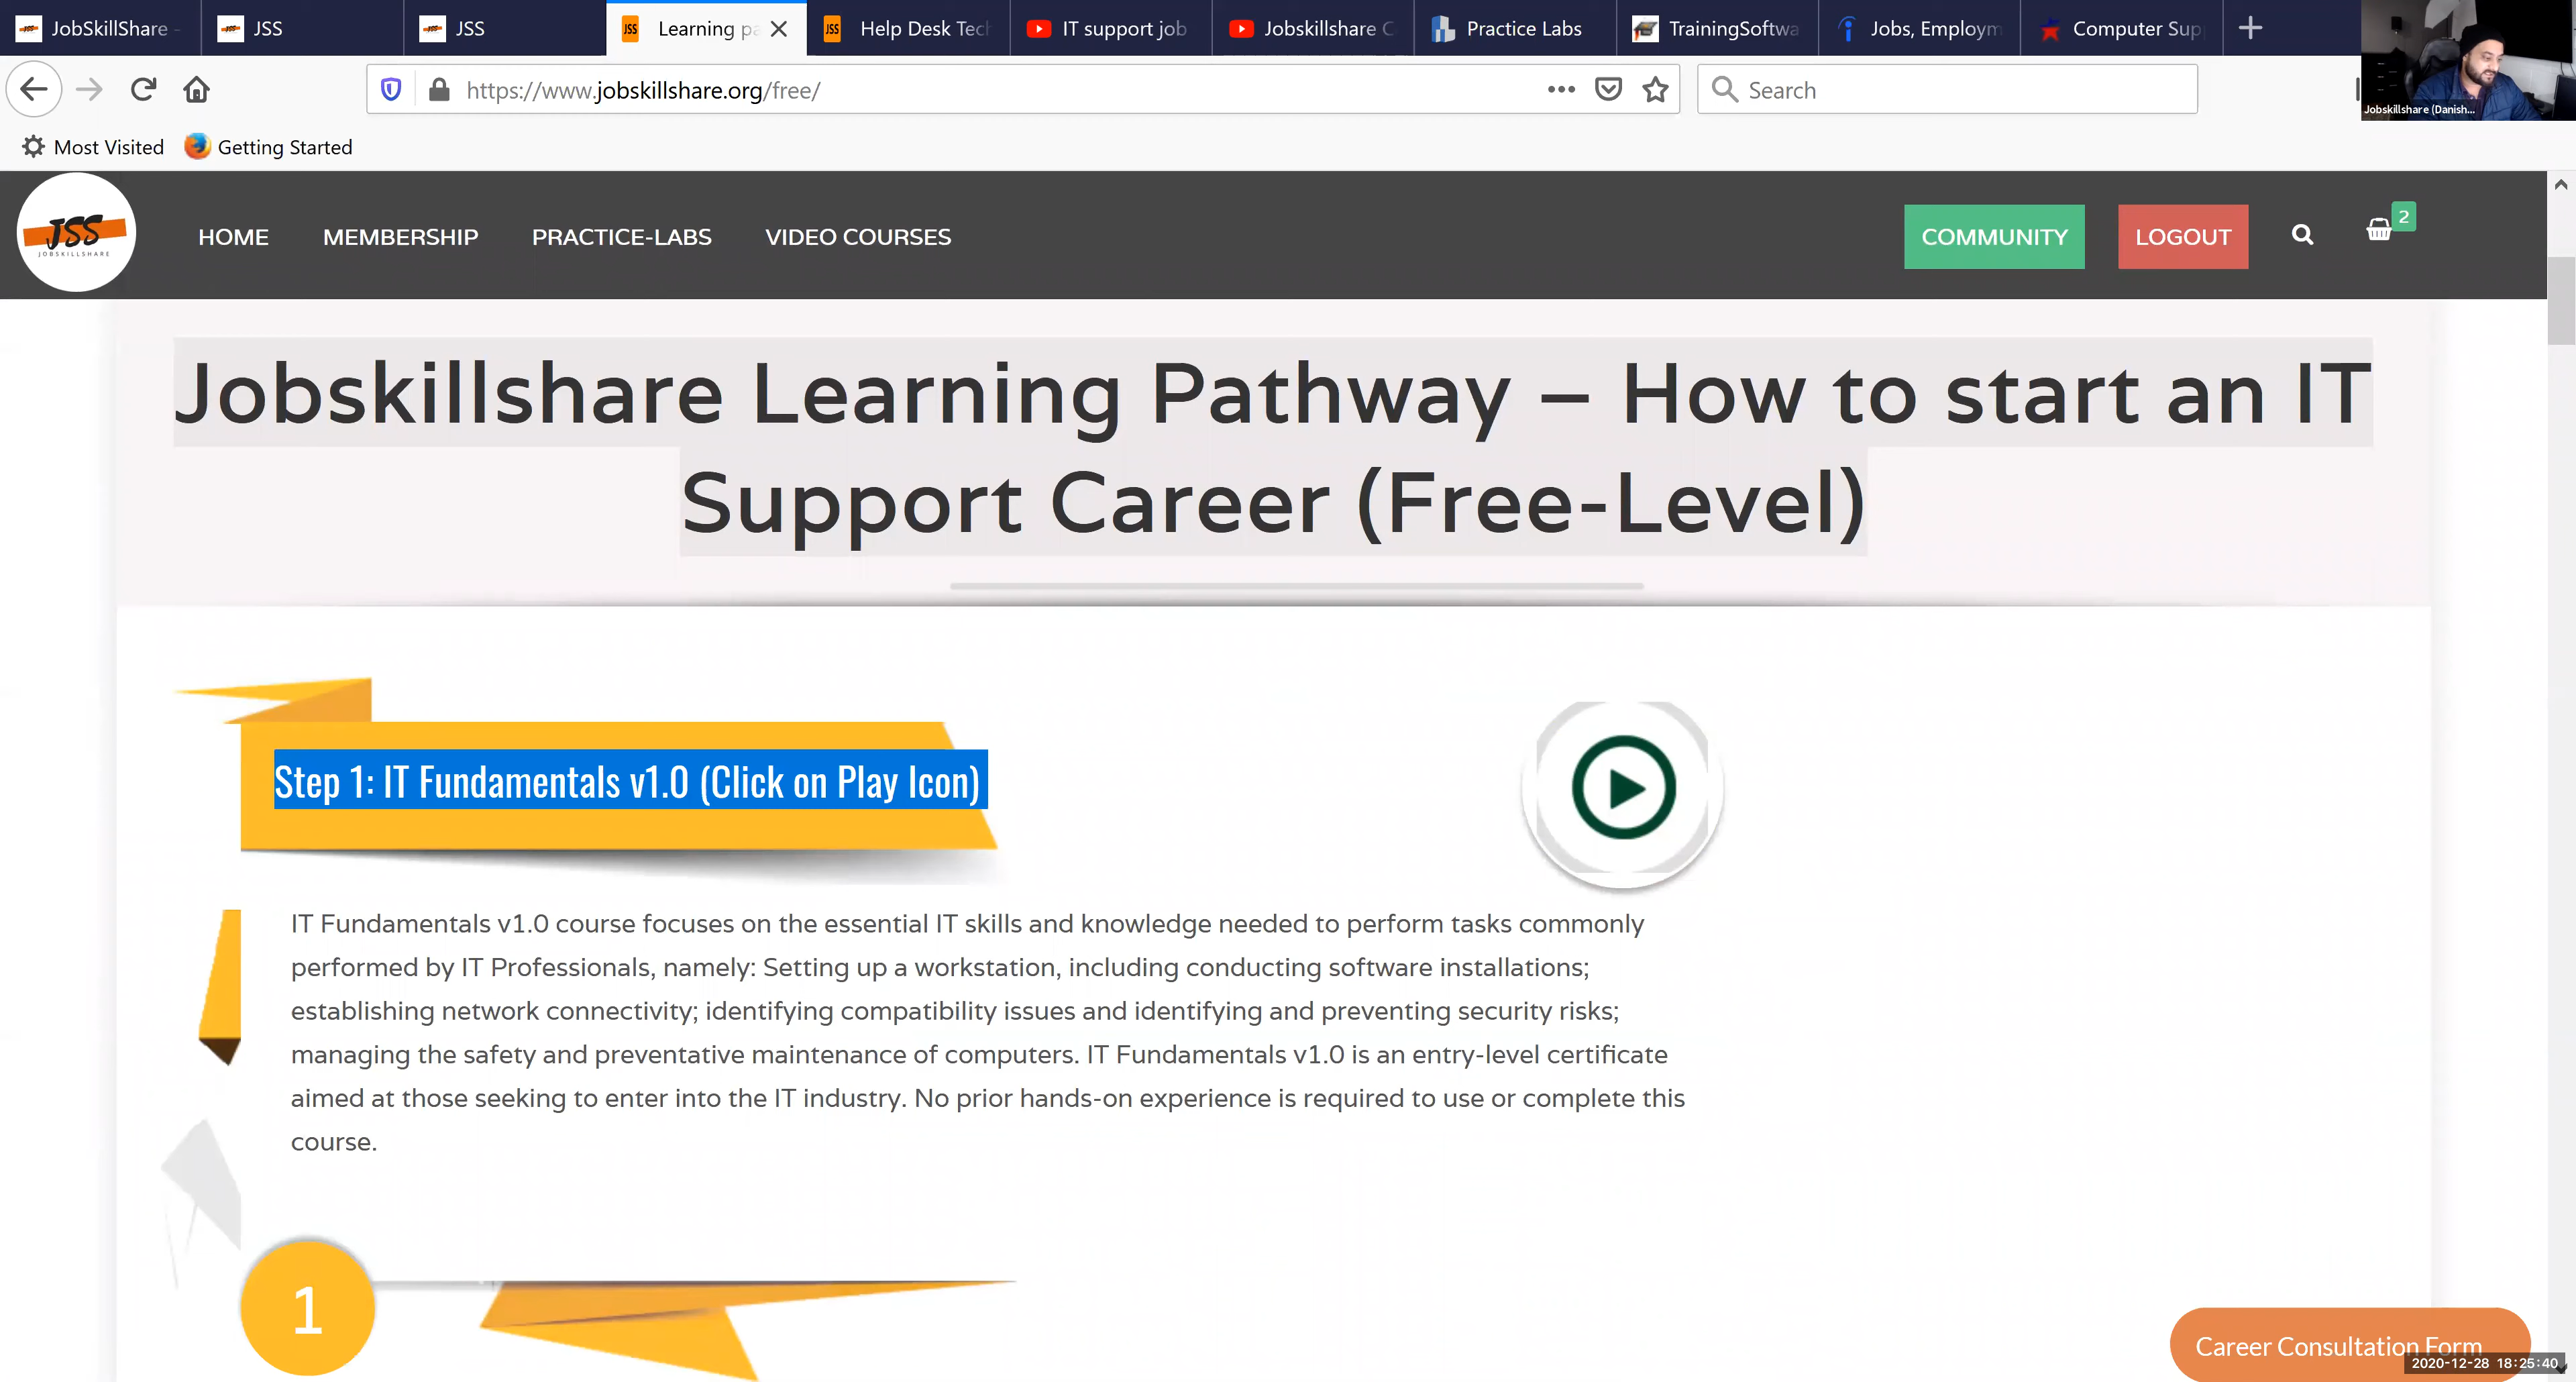 JobSkillShare -
JSS
JSS
Learning pa
Help Desk Tec
IT support job
Jobskillshare C
Practice Labs
TrainingSoftwa
Jobs, Employm
Computer Sup
https://www.jobskillshare.org/free/
Search
Jobskillshare (Danish...
Most Visited
Getting Started
JSS
JOBSKILLSHARE
HOME
MEMBERSHIP
PRACTICE-LABS
VIDEO COURSES
COMMUNITY
LOGOUT
2
Jobskillshare Learning Pathway – How to start an IT
Support Career (Free-Level)
Step 1: IT Fundamentals v1.0 (Click on Play Icon)
IT Fundamentals v1.0 course focuses on the essential IT skills and knowledge needed to perform tasks commonly
performed by IT Professionals, namely: Setting up a workstation, including conducting software installations;
establishing network connectivity; identifying compatibility issues and identifying and preventing security risks;
managing the safety and preventative maintenance of computers. IT Fundamentals v1.0 is an entry-level certificate
aimed at those seeking to enter into the IT industry. No prior hands-on experience is required to use or complete this
course.
1
Career Consultation Form
2020-12-28 18:25:40